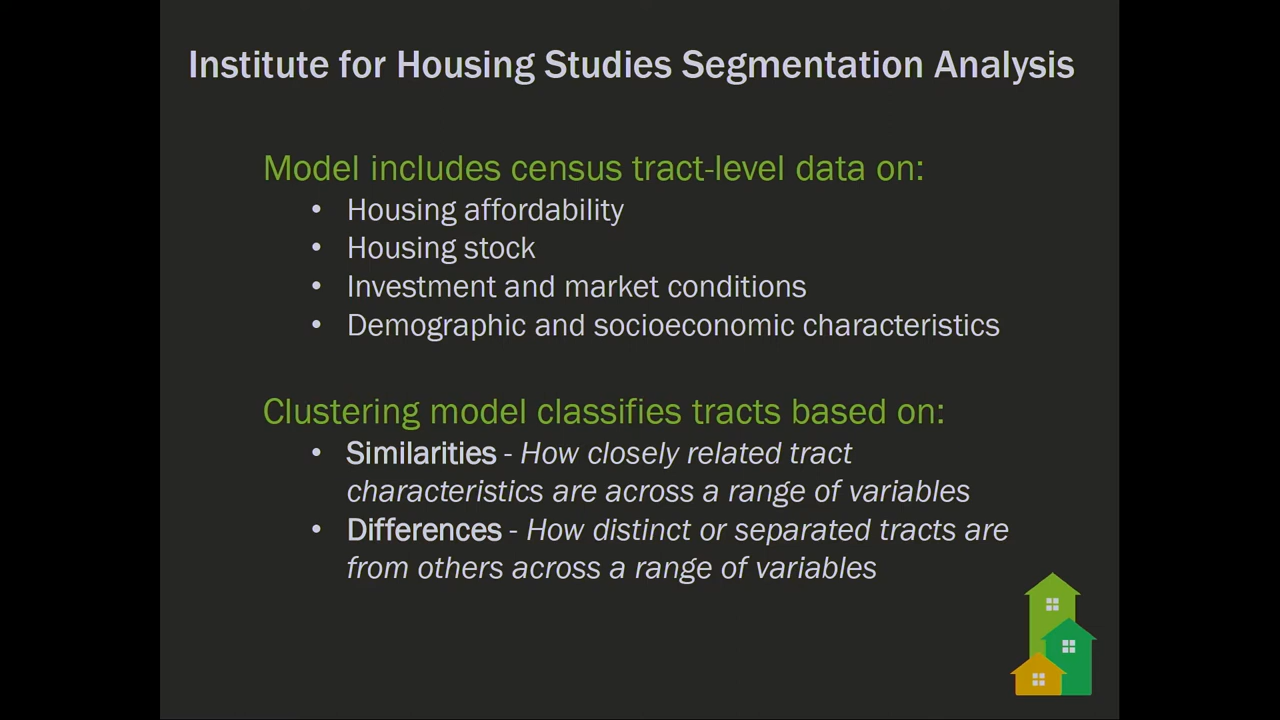 Institute for Housing Studies Segmentation Analysis
Model includes census tract-level data on:
• Housing affordability
• Housing stock
• Investment and market conditions
• Demographic and socioeconomic characteristics
Clustering model classifies tracts based on:
• Similarities - How closely related tract
characteristics are across a range of variables
• Differences - How distinct or separated tracts are
from others across a range of variables